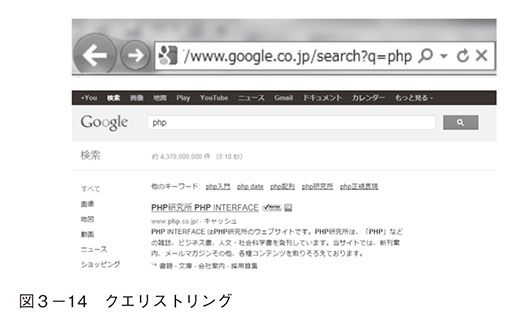 /www.google.co.jp/search?q=php
+You 検索 画像 地図 Play YouTube ニュース Gmail ドキュメント カレンダー もっと見る
Google php
検索 約 4,370,000,000 件 (0.10 秒)
すべて 他のキーワード: php入門 php date php配列 php研究所 php正規表現
画像
地図
動画
ニュース
ショッピング
PHP研究所 PHP INTERFACE
www.php.co.jp/ - キャッシュ
PHP INTERFACE はPHP研究所のウェブサイトです。PHP研究所は、「PHP」など
の雑誌、ビジネス書、人文・社会科学書を発刊しています。当サイトでは、新刊案
内、メールマガジンその他、各種コンテンツを取りそろえております。
書籍 - 文庫 - 会社案内 - 採用募集
図3－14 クエリストリング